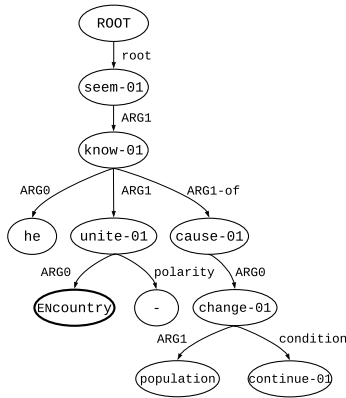 ROOT
root
seem-01
ARG1
know-01
ARG0 ARG1 ARG1-of
he unite-01 cause-01
ARG0 polarity ARG0
ENcountry - change-01
ARG1 condition
population continue-01